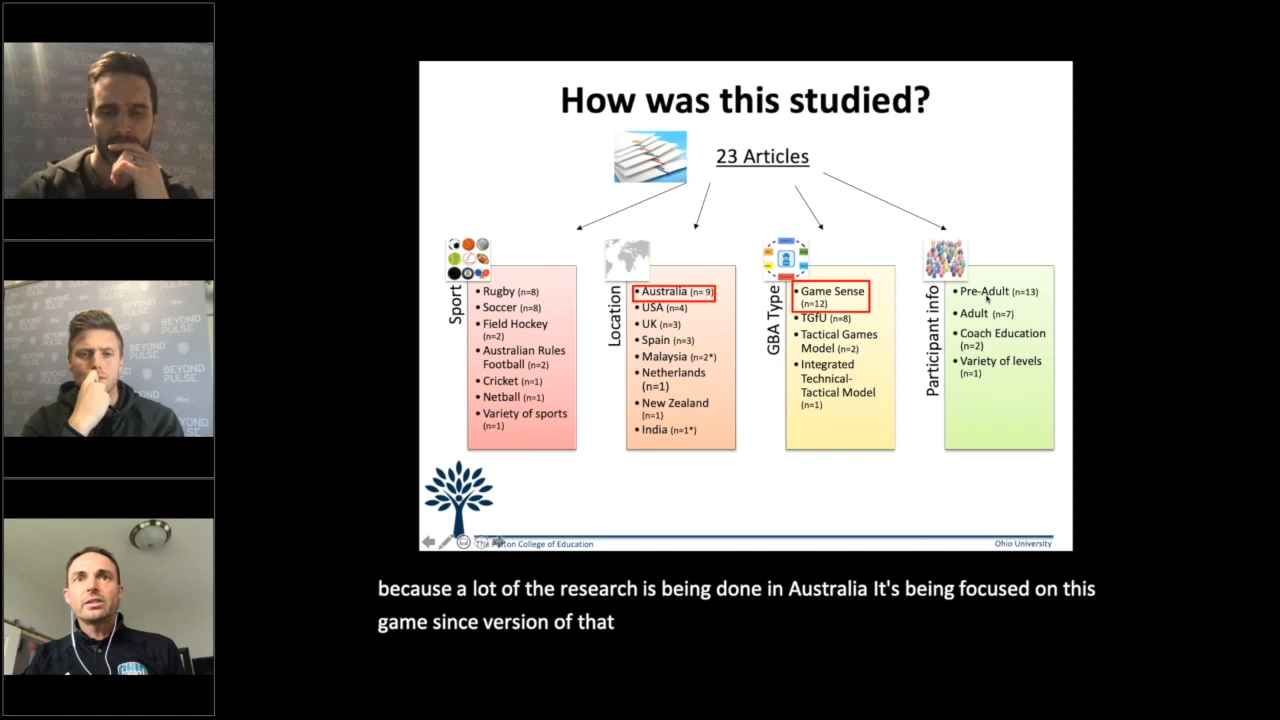 BEYOND PULSE
BEYOND PULSE
How was this studied?
23 Articles
Sport
• Rugby (n=8)
• Soccer (n=8)
• Field Hockey
(n=2)
• Australian Rules
Football (n=2)
• Cricket (n=1)
• Netball (n=1)
• Variety of sports
(n=1)
Location
• Australia (n= 9)
• USA (n=4)
• UK (n=3)
• Spain (n=3)
• Malaysia (n=2*)
• Netherlands
(n=1)
• New Zealand
(n=1)
• India (n=1*)
GBA Type
• Game Sense
(n=12)
• TGfU (n=8)
• Tactical Games
Model (n=2)
• Integrated
Technical-
Tactical Model
(n=1)
Participant info
• Pre-Adult (n=13)
• Adult (n=7)
• Coach Education
(n=2)
• Variety of levels
(n=1)
The Patton College of Education
Ohio University
because a lot of the research is being done in Australia It's being focused on this
game since version of that